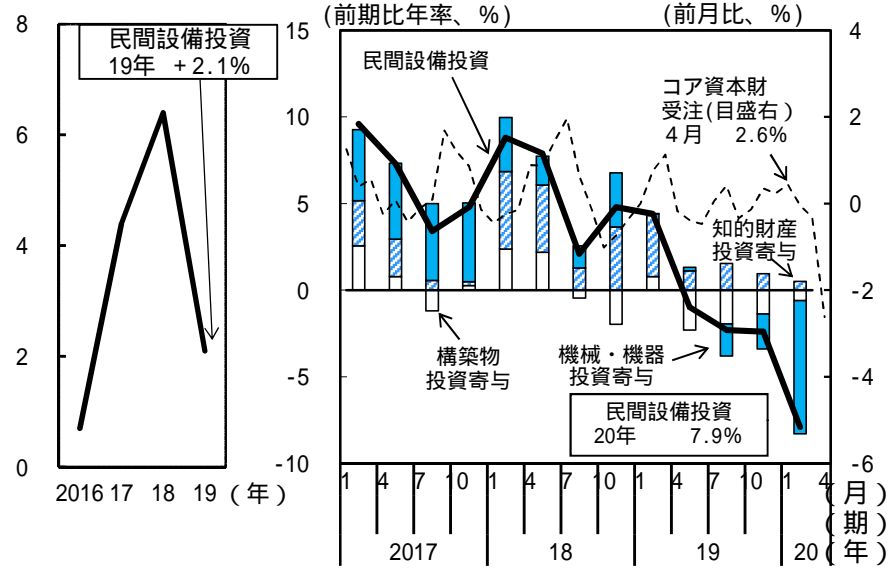 8
6
4
2
0
民間設備投資
19年 +2.1%
2016 17 18 19 (年)
(前期比年率、%)
(前月比、%)
15
10
5
0
-5
-10
4
2
0
-2
-4
-6
民間設備投資
コア資本財
受注(目盛右)
4月 2.6%
知的財産
投資寄与
構築物
投資寄与
機械・機器
投資寄与
民間設備投資
20年 7.9%
1 4 7 10 1 4 7 10 1 4 7 10 1 4
(月)
(期)
2017 18 19 20 (年)